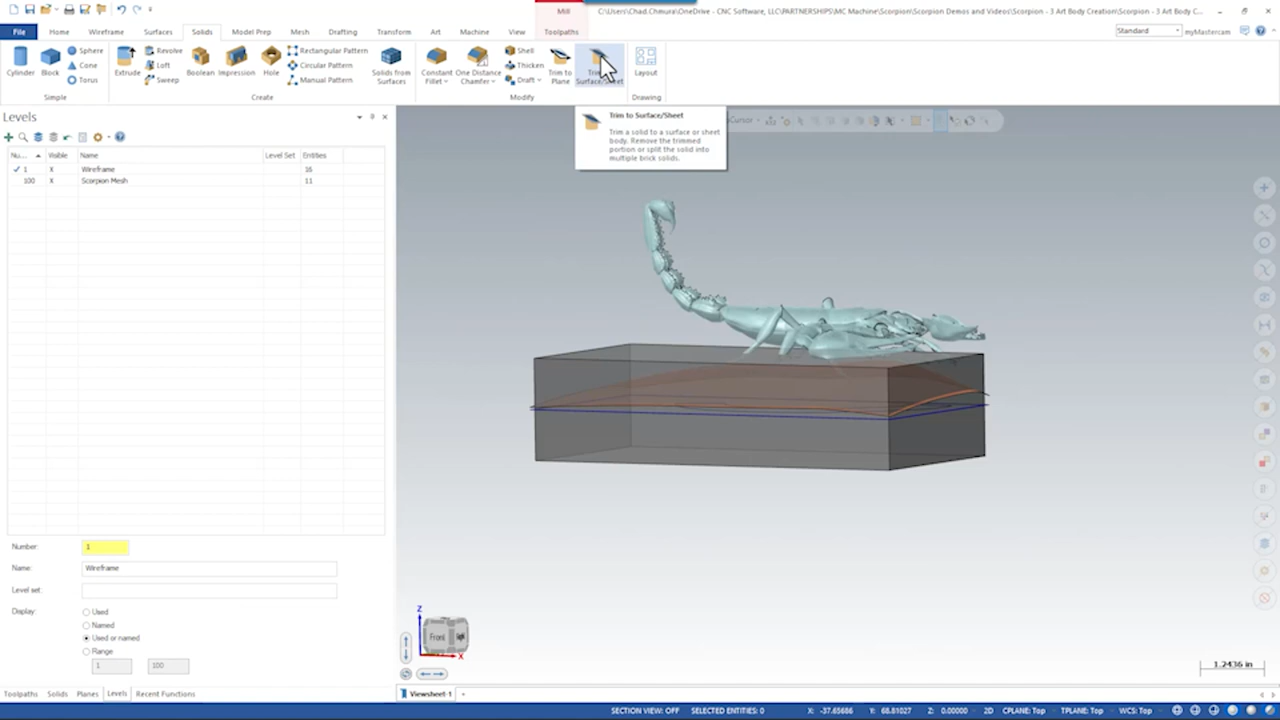 Mill
C:\Users\Chad.Chmura\OneDrive - CNC Software, LLC\PARTNERSHIPS\MC Machine\Scorpion\Scorpion Demos and Videos\Scorpion - 3 Art Body Creation\Scorpion - 3 Art Body C...
File Home Wireframe Surfaces Solids Model Prep Mesh Drafting Transform Art Machine View Toolpaths
Standard myMastercam
Cylinder Block Sphere Cone Torus
Simple
Extrude Revolve Loft Sweep Boolean Impression Hole Rectangular Pattern Circular Pattern Manual Pattern Solids from Surfaces
Create
Constant Fillet One Distance Chamfer Shell Thicken Draft Trim to Plane Trim Surface/Sheet
Modify
Layout
Drawing
Trim to Surface/Sheet
Trim a solid to a surface or sheet
body. Remove the trimmed
portion or split the solid into
multiple brick solids.
Cursor
Levels
Nu... Visible Name Level Set Entities
1 X Wireframe 16
100 X Scorpion Mesh 11
Number: 1
Name: Wireframe
Level set:
Display: Used
Named
Used or named
Range
1 100
Z
Front
X
1.2436 in
Toolpaths Solids Planes Levels Recent Functions
Viewsheet-1 +
SECTION VIEW: OFF SELECTED ENTITIES: 0 X: -37.65686 Y: 68.81027 Z: 0.00000 2D CPLANE: Top TPLANE: Top WCS: Top